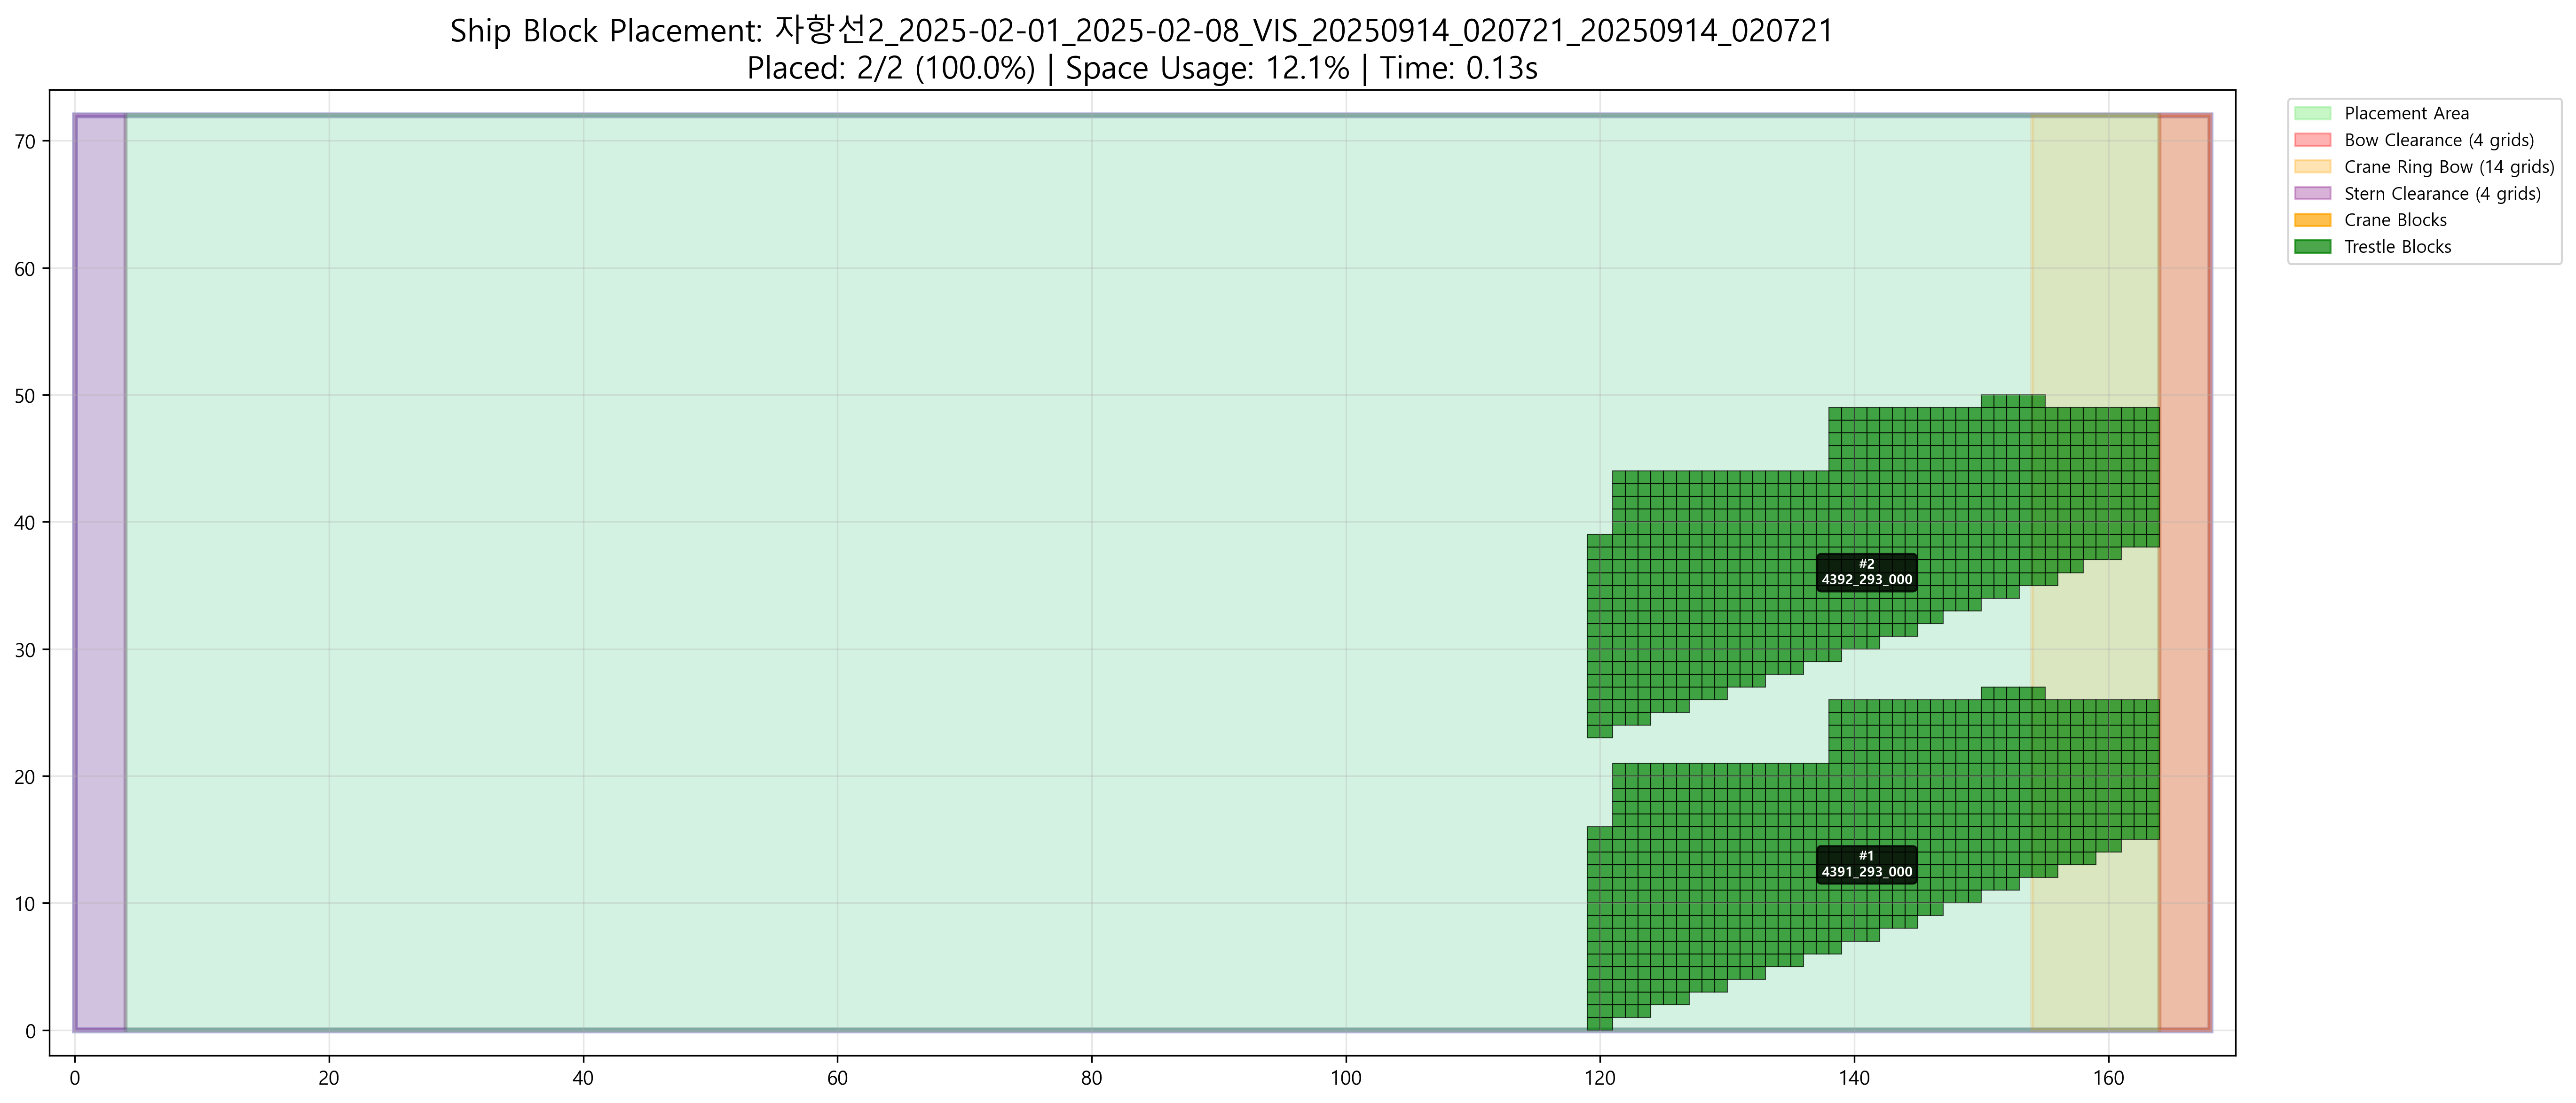 Ship Block Placement: 자항선2_2025-02-01_2025-02-08_VIS_20250914_020721_20250914_020721
Placed: 2/2 (100.0%) | Space Usage: 12.1% | Time: 0.13s
Placement Area
Bow Clearance (4 grids)
Crane Ring Bow (14 grids)
Stern Clearance (4 grids)
Crane Blocks
Trestle Blocks
70
60
50
40
30
20
10
0
#2
4392_293_000
#1
4391_293_000
0 20 40 60 80 100 120 140 160